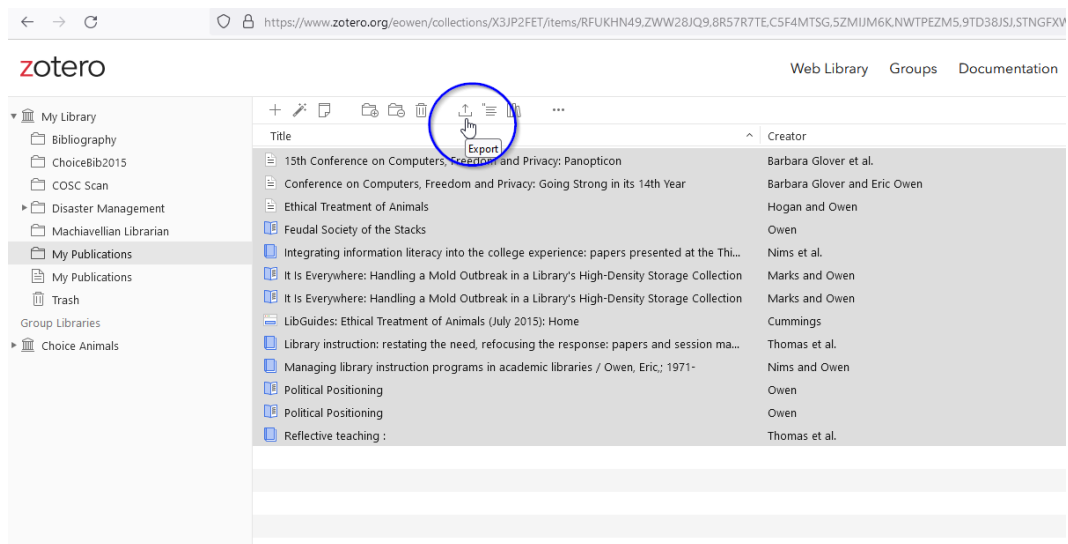 https://www.zotero.org/eowen/collections/X3JP2FET/items/RFUKHN49,ZWW28JQ9,8R57R7TE,C5F4MTSG,5ZMIJM6K,NWTPEZM5,9TD38JSJ,STNGFXW
zotero
Web Library Groups Documentation
My Library
Bibliography
ChoiceBib2015
COSC Scan
Disaster Management
Machiavellian Librarian
My Publications
My Publications
Trash
Group Libraries
Choice Animals
Export
Title Creator
15th Conference on Computers, Freedom and Privacy: Panopticon Barbara Glover et al.
Conference on Computers, Freedom and Privacy: Going Strong in its 14th Year Barbara Glover and Eric Owen
Ethical Treatment of Animals Hogan and Owen
Feudal Society of the Stacks Owen
Integrating information literacy into the college experience: papers presented at the Thi... Nims et al.
It Is Everywhere: Handling a Mold Outbreak in a Library's High-Density Storage Collection Marks and Owen
It Is Everywhere: Handling a Mold Outbreak in a Library's High-Density Storage Collection Marks and Owen
LibGuides: Ethical Treatment of Animals (July 2015): Home Cummings
Library instruction: restating the need, refocusing the response: papers and session ma... Thomas et al.
Managing library instruction programs in academic libraries / Owen, Eric,; 1971- Nims and Owen
Political Positioning Owen
Political Positioning Owen
Reflective teaching : Thomas et al.